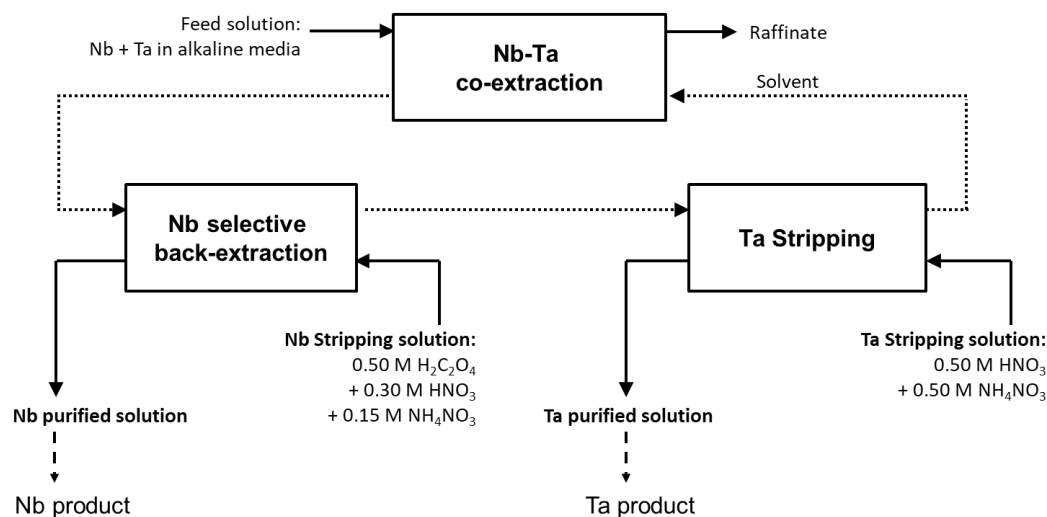 Feed solution:
Nb + Ta in alkaline media
Nb-Ta
co-extraction
Raffinate
Solvent
Nb selective
back-extraction
Ta Stripping
Nb Stripping solution:
0.50 M H₂C₂O₄
+ 0.30 M HNO₃
+ 0.15 M NH₄NO₃
Ta Stripping solution:
0.50 M HNO₃
+ 0.50 M NH₄NO₃
Nb purified solution
Ta purified solution
Nb product
Ta product